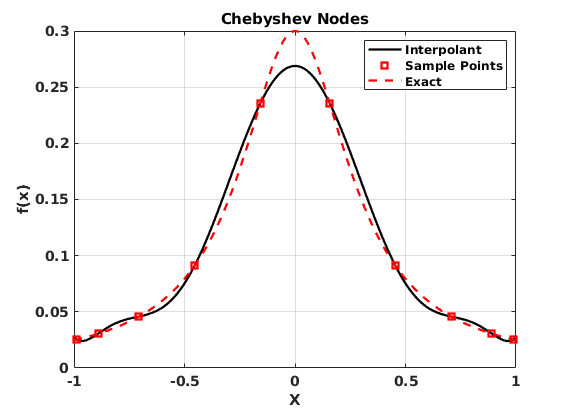 Chebyshev Nodes
0.3
0.25
0.2
0.15
0.1
0.05
0
f(x)
Interpolant
Sample Points
Exact
-1
-0.5
0
0.5
1
X